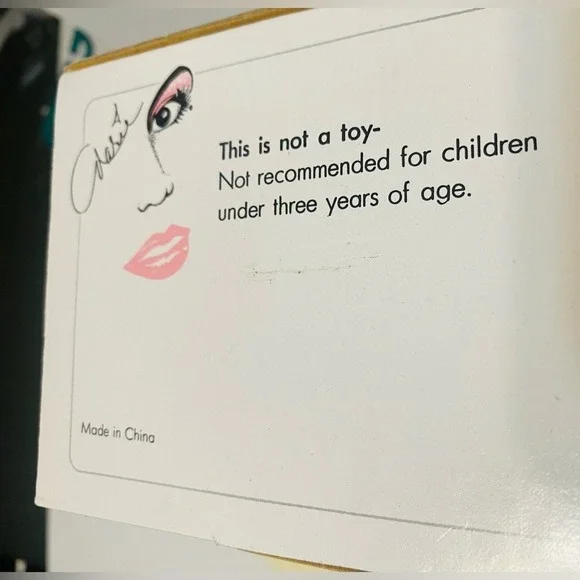 This is not a toy-
Not recommended for children
under three years of age.
Made in China